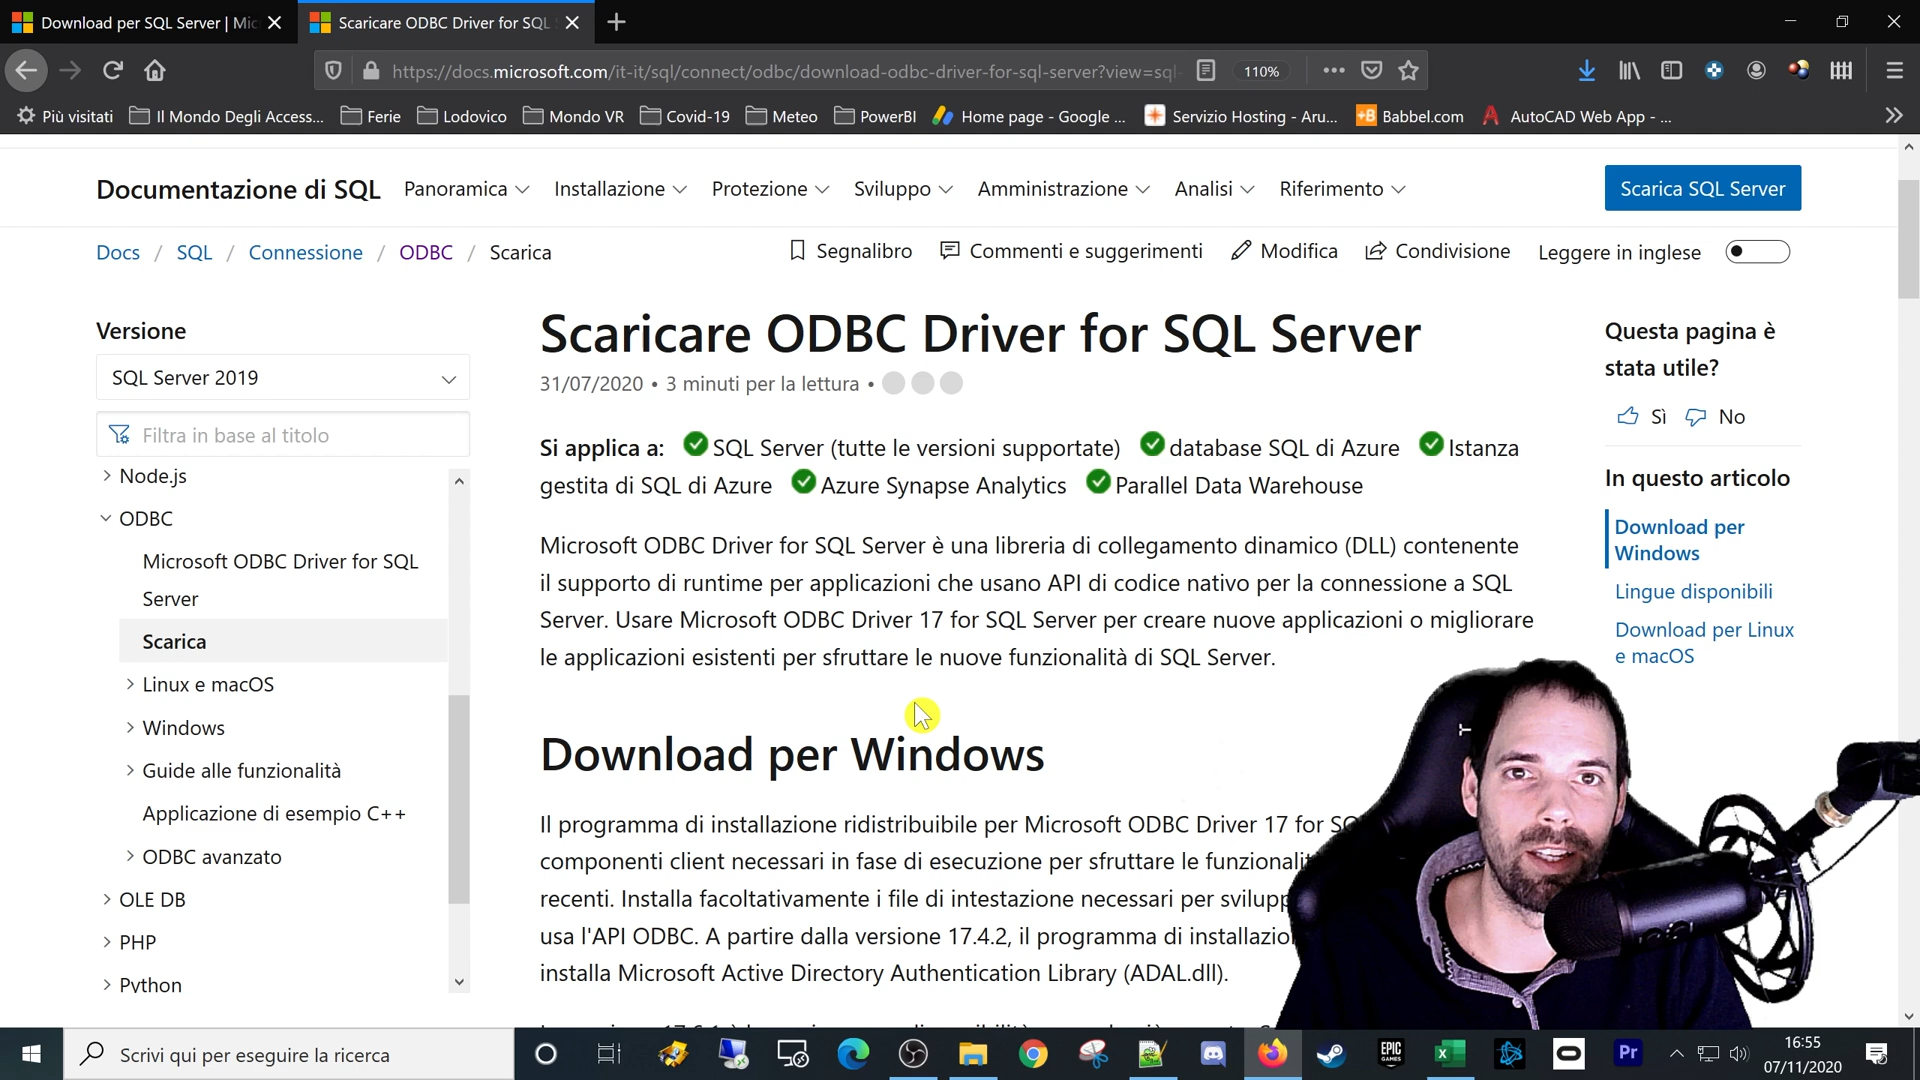 Download per SQL Server | Mic
Scaricare ODBC Driver for SQL S
https://docs.microsoft.com/it-it/sql/connect/odbc/download-odbc-driver-for-sql-server?view=sql-
110%
Più visitati
Il Mondo Degli Access...
Ferie
Lodovico
Mondo VR
Covid-19
Meteo
PowerBI
Home page - Google ...
Servizio Hosting - Aru...
+B Babbel.com
AutoCAD Web App - ...
Documentazione di SQL
Panoramica
Installazione
Protezione
Sviluppo
Amministrazione
Analisi
Riferimento
Scarica SQL Server
Docs / SQL / Connessione / ODBC / Scarica
Segnalibro
Commenti e suggerimenti
Modifica
Condivisione
Leggere in inglese
Versione
SQL Server 2019
Filtra in base al titolo
Node.js
ODBC
Microsoft ODBC Driver for SQL
Server
Scarica
Linux e macOS
Windows
Guide alle funzionalità
Applicazione di esempio C++
ODBC avanzato
OLE DB
PHP
Python
Scaricare ODBC Driver for SQL Server
31/07/2020 • 3 minuti per la lettura •
Si applica a: SQL Server (tutte le versioni supportate) database SQL di Azure Istanza
gestita di SQL di Azure Azure Synapse Analytics Parallel Data Warehouse
Microsoft ODBC Driver for SQL Server è una libreria di collegamento dinamico (DLL) contenente
il supporto di runtime per applicazioni che usano API di codice nativo per la connessione a SQL
Server. Usare Microsoft ODBC Driver 17 for SQL Server per creare nuove applicazioni o migliorare
le applicazioni esistenti per sfruttare le nuove funzionalità di SQL Server.
Download per Windows
Il programma di installazione ridistribuibile per Microsoft ODBC Driver 17 for SQ
componenti client necessari in fase di esecuzione per sfruttare le funzionalit
recenti. Installa facoltativamente i file di intestazione necessari per svilupp
usa l'API ODBC. A partire dalla versione 17.4.2, il programma di installazio
installa Microsoft Active Directory Authentication Library (ADAL.dll).
Questa pagina è
stata utile?
Sì No
In questo articolo
Download per
Windows
Lingue disponibili
Download per Linux
e macOS
Scrivi qui per eseguire la ricerca
EPIC
GAMES
Pr
16:55
07/11/2020